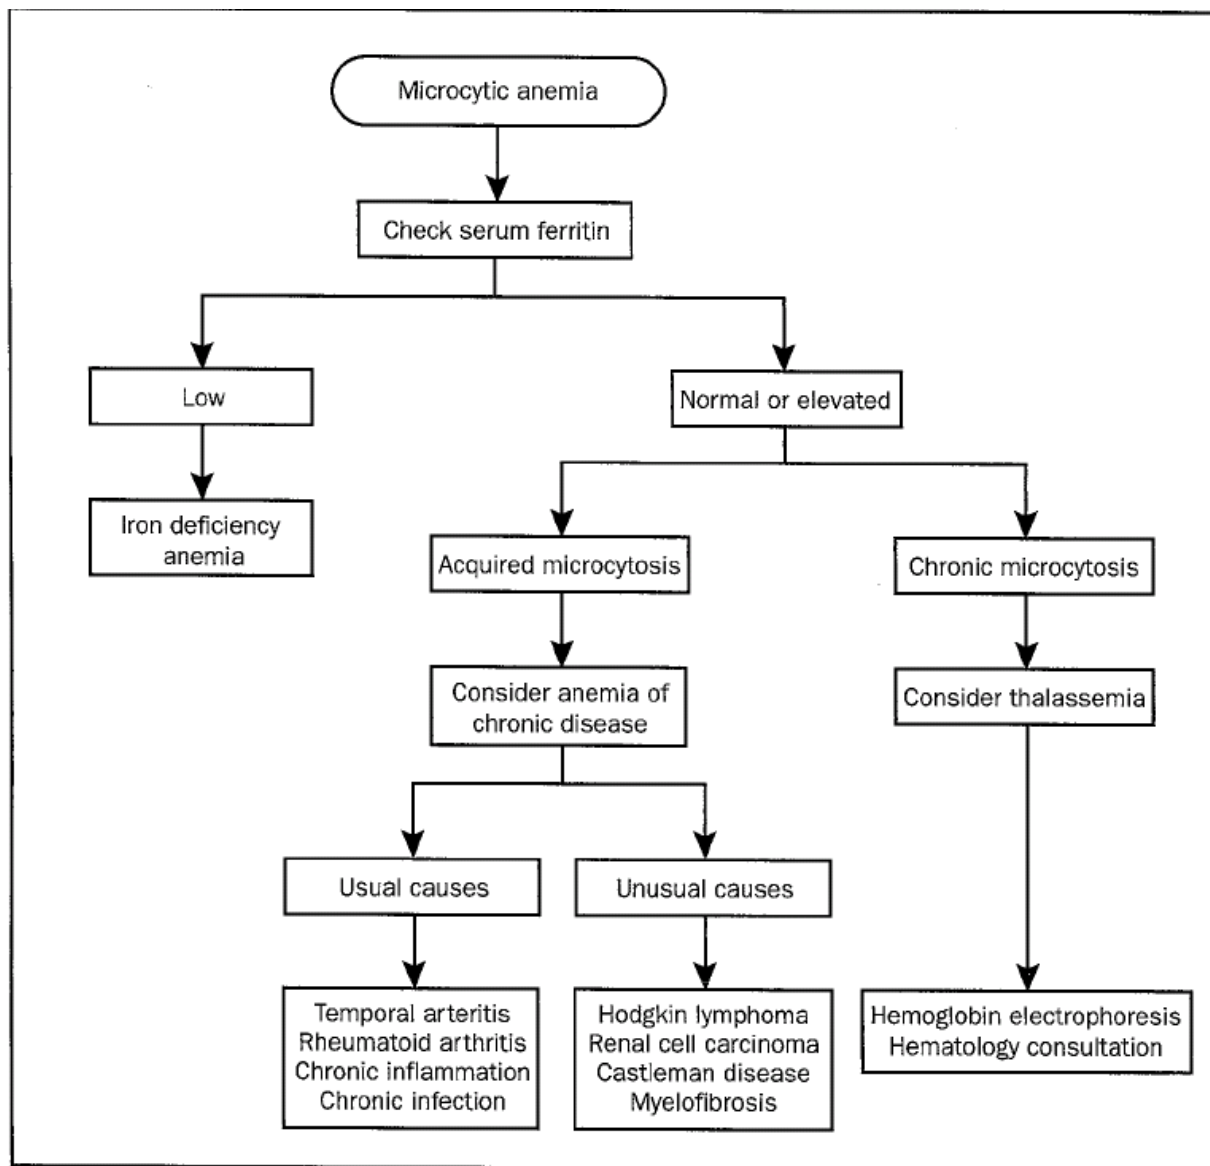 Microcytic anemia
Check serum ferritin
Low
Normal or elevated
Iron deficiency
anemia
Acquired microcytosis
Chronic microcytosis
Consider anemia of
chronic disease
Consider thalassemia
Usual causes
Unusual causes
Temporal arteritis
Rheumatoid arthritis
Chronic inflammation
Chronic infection
Hodgkin lymphoma
Renal cell carcinoma
Castleman disease
Myelofibrosis
Hemoglobin electrophoresis
Hematology consultation